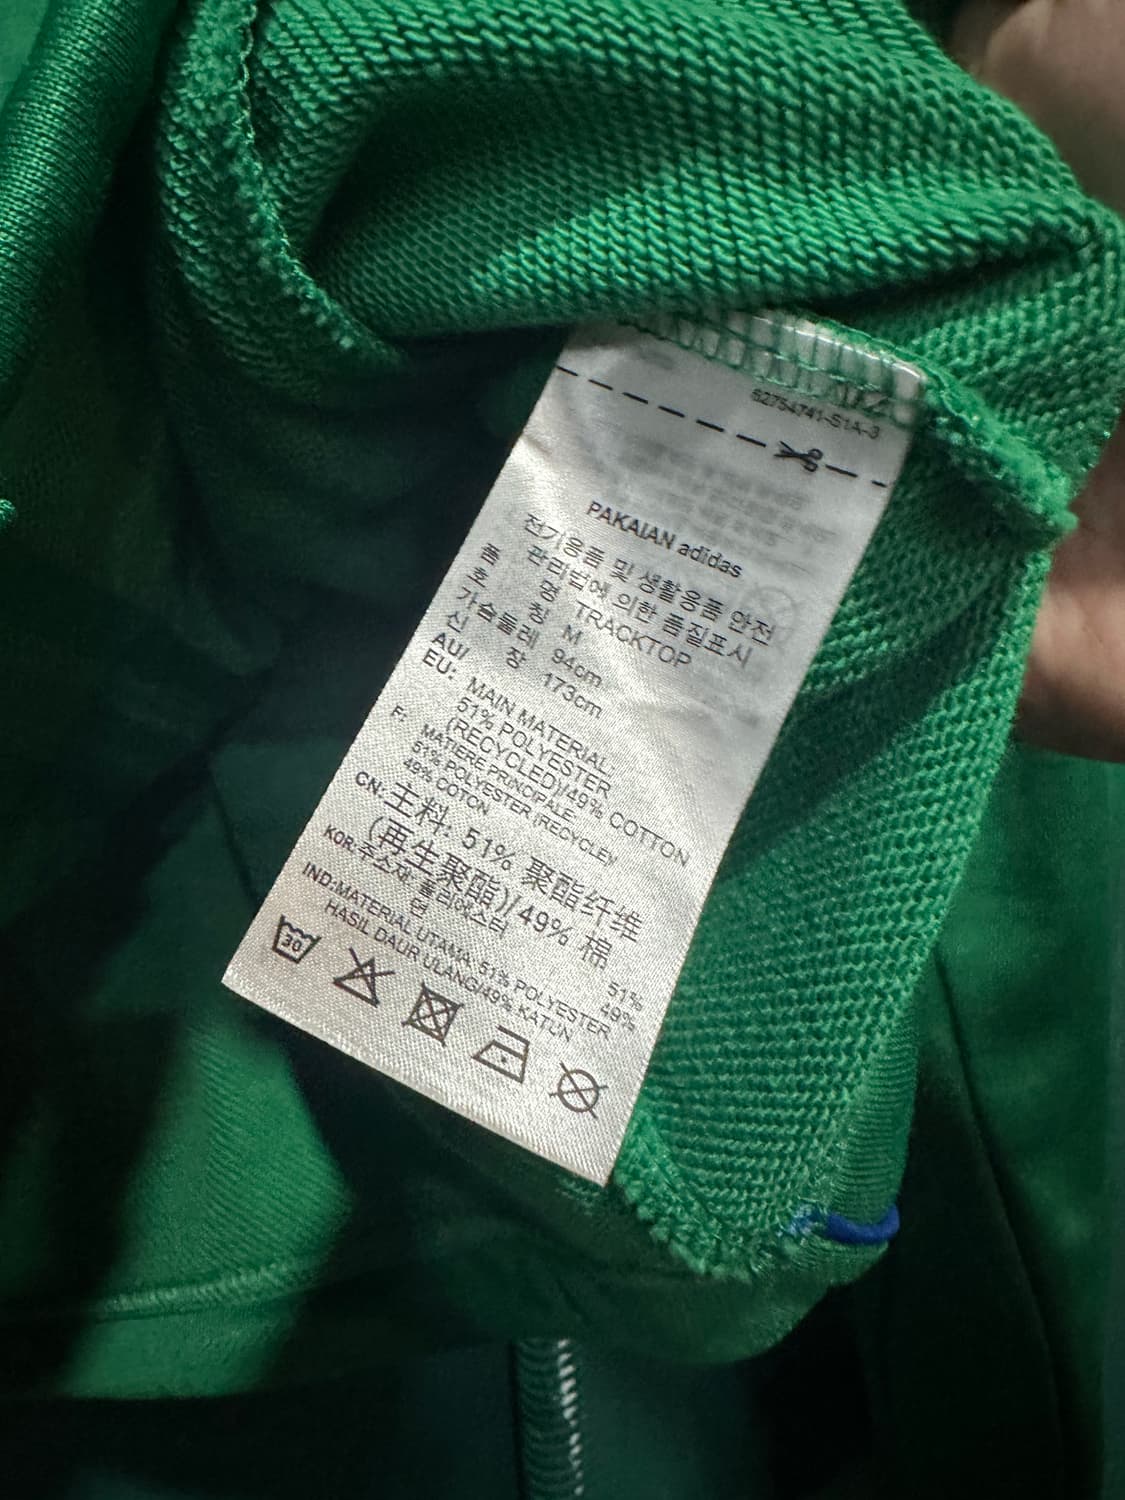 62754741-S1A-3
PAKAIAN adidas
전기용품 및 생활용품 안전
관리법에 의한 품질표시
품 명 TRACKTOP
호 칭 M
가슴둘레 94cm
신 장 173cm
AU/
EU: MAIN MATERIAL,
51% POLYESTER
(RECYCLED)/49% COTTON
F: MATIERE PRINCIPALE,
51% POLYESTER (RECYCLE)/
49% COTON
CN: 主料: 51% 聚酯纤维
(再生聚酯)/49% 棉
KOR: 주소재: 폴리에스터 51%
면 49%
IND: MATERIAL UTAMA: 51% POLYESTER
HASIL DAUR ULANG/49% KATUN
30